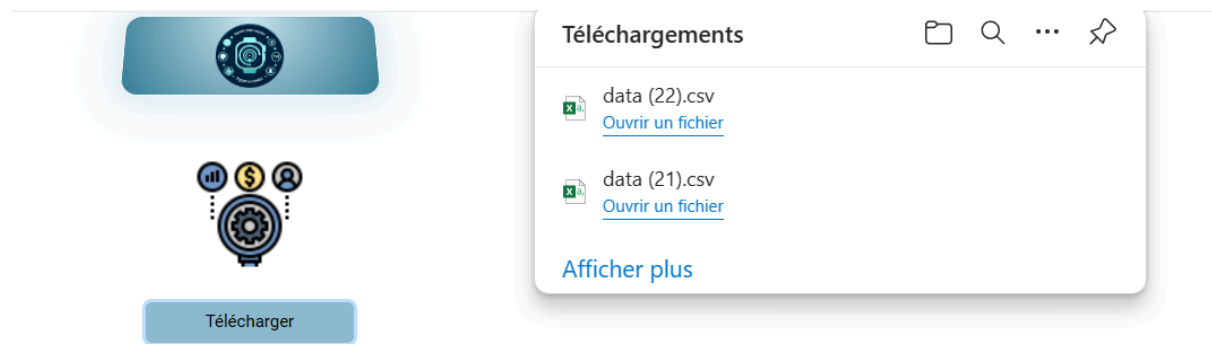 Téléchargements
data (22).csv
Ouvrir un fichier
data (21).csv
Ouvrir un fichier
Afficher plus
Télécharger